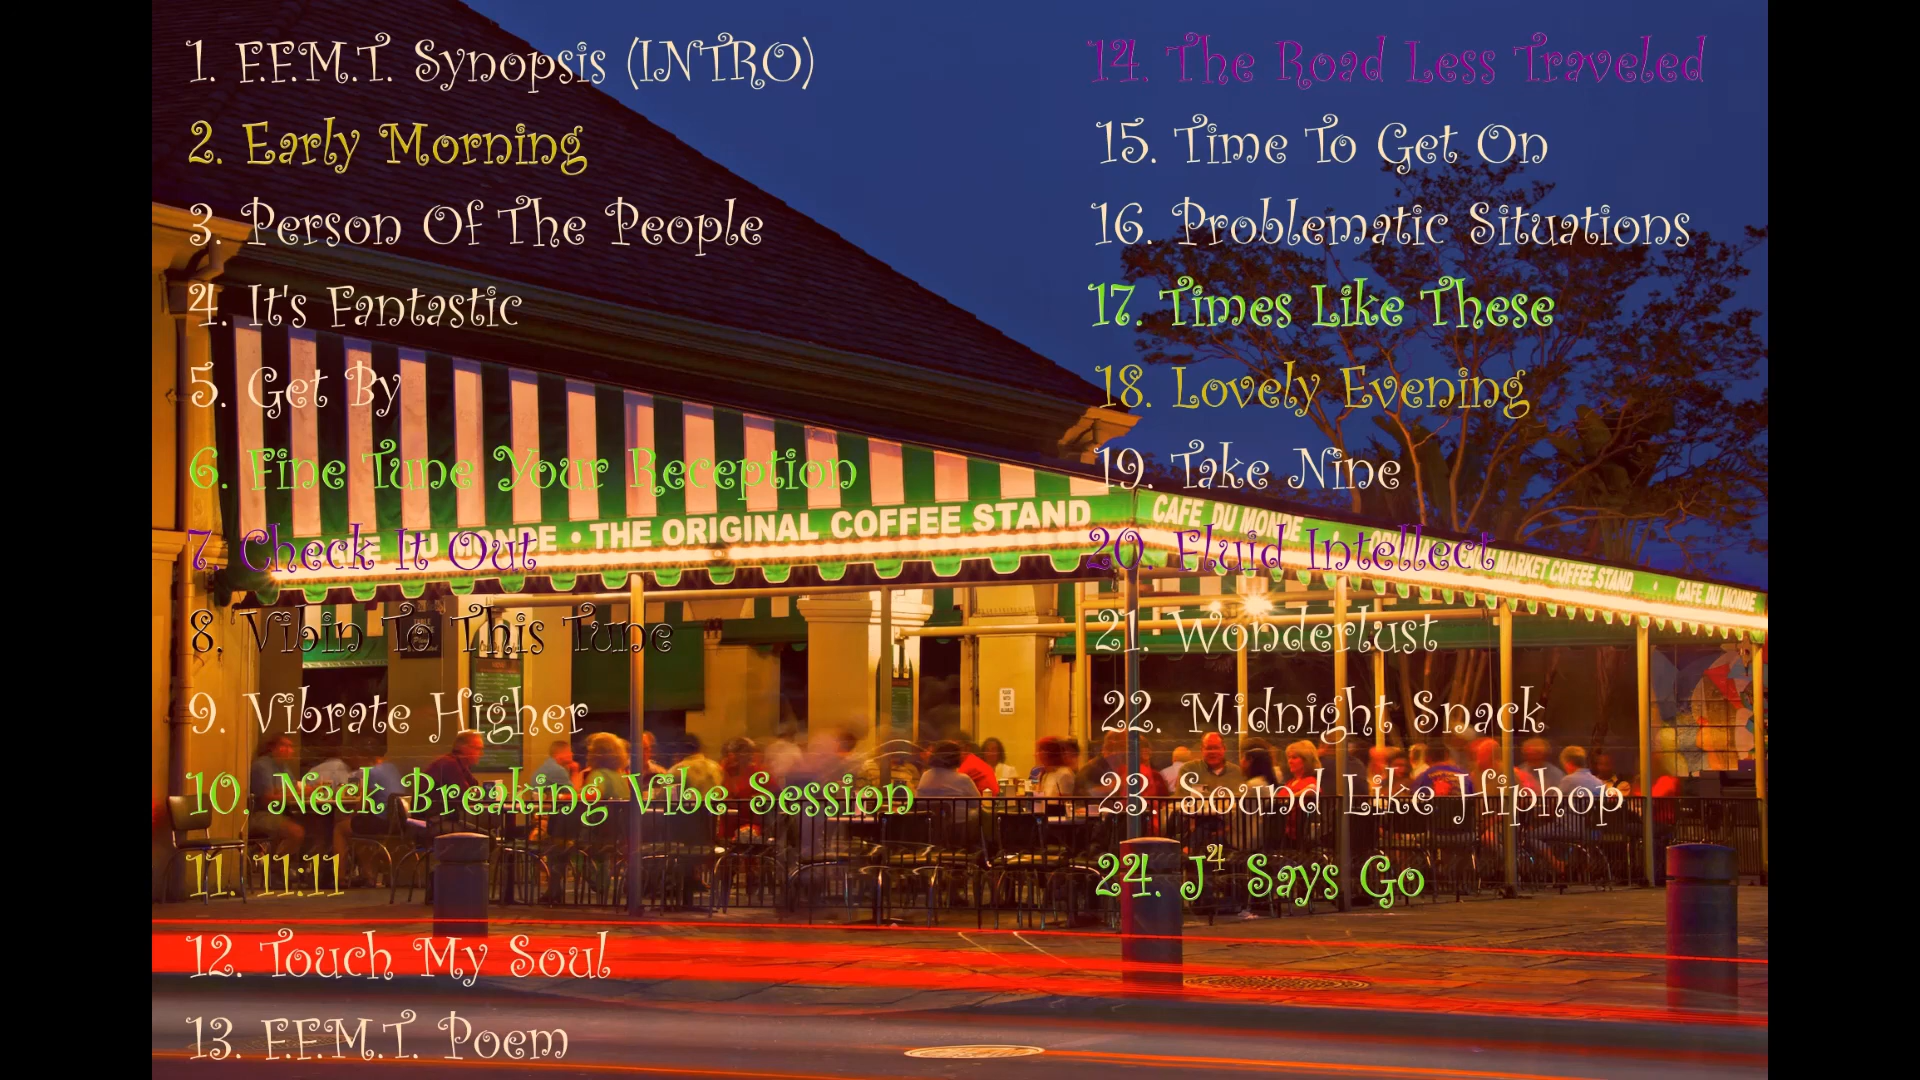 1. F.F.M.T. Synopsis (INTRO)
2. Early Morning
3. Person Of The People
4. It's Fantastic
5. Get By
6. Fine Tune Your Reception
7. Check It Out
8. Vibin To This Tune
9. Vibrate Higher
10. Neck Breaking Vibe Session
11. 11:11
12. Touch My Soul
13. F.F.M.T. Poem
14. The Road Less Traveled
15. Time To Get On
16. Problematic Situations
17. Times Like These
18. Lovely Evening
19. Take Nine
20. Fluid Intellect
21. Wonderlust
22. Midnight Snack
23. Sound Like Hiphop
24. J⁴ Says Go
CAFE DU MONDE • THE ORIGINAL COFFEE STAND
CAFE DU MONDE • MARKET COFFEE STAND • CAFE DU MONDE